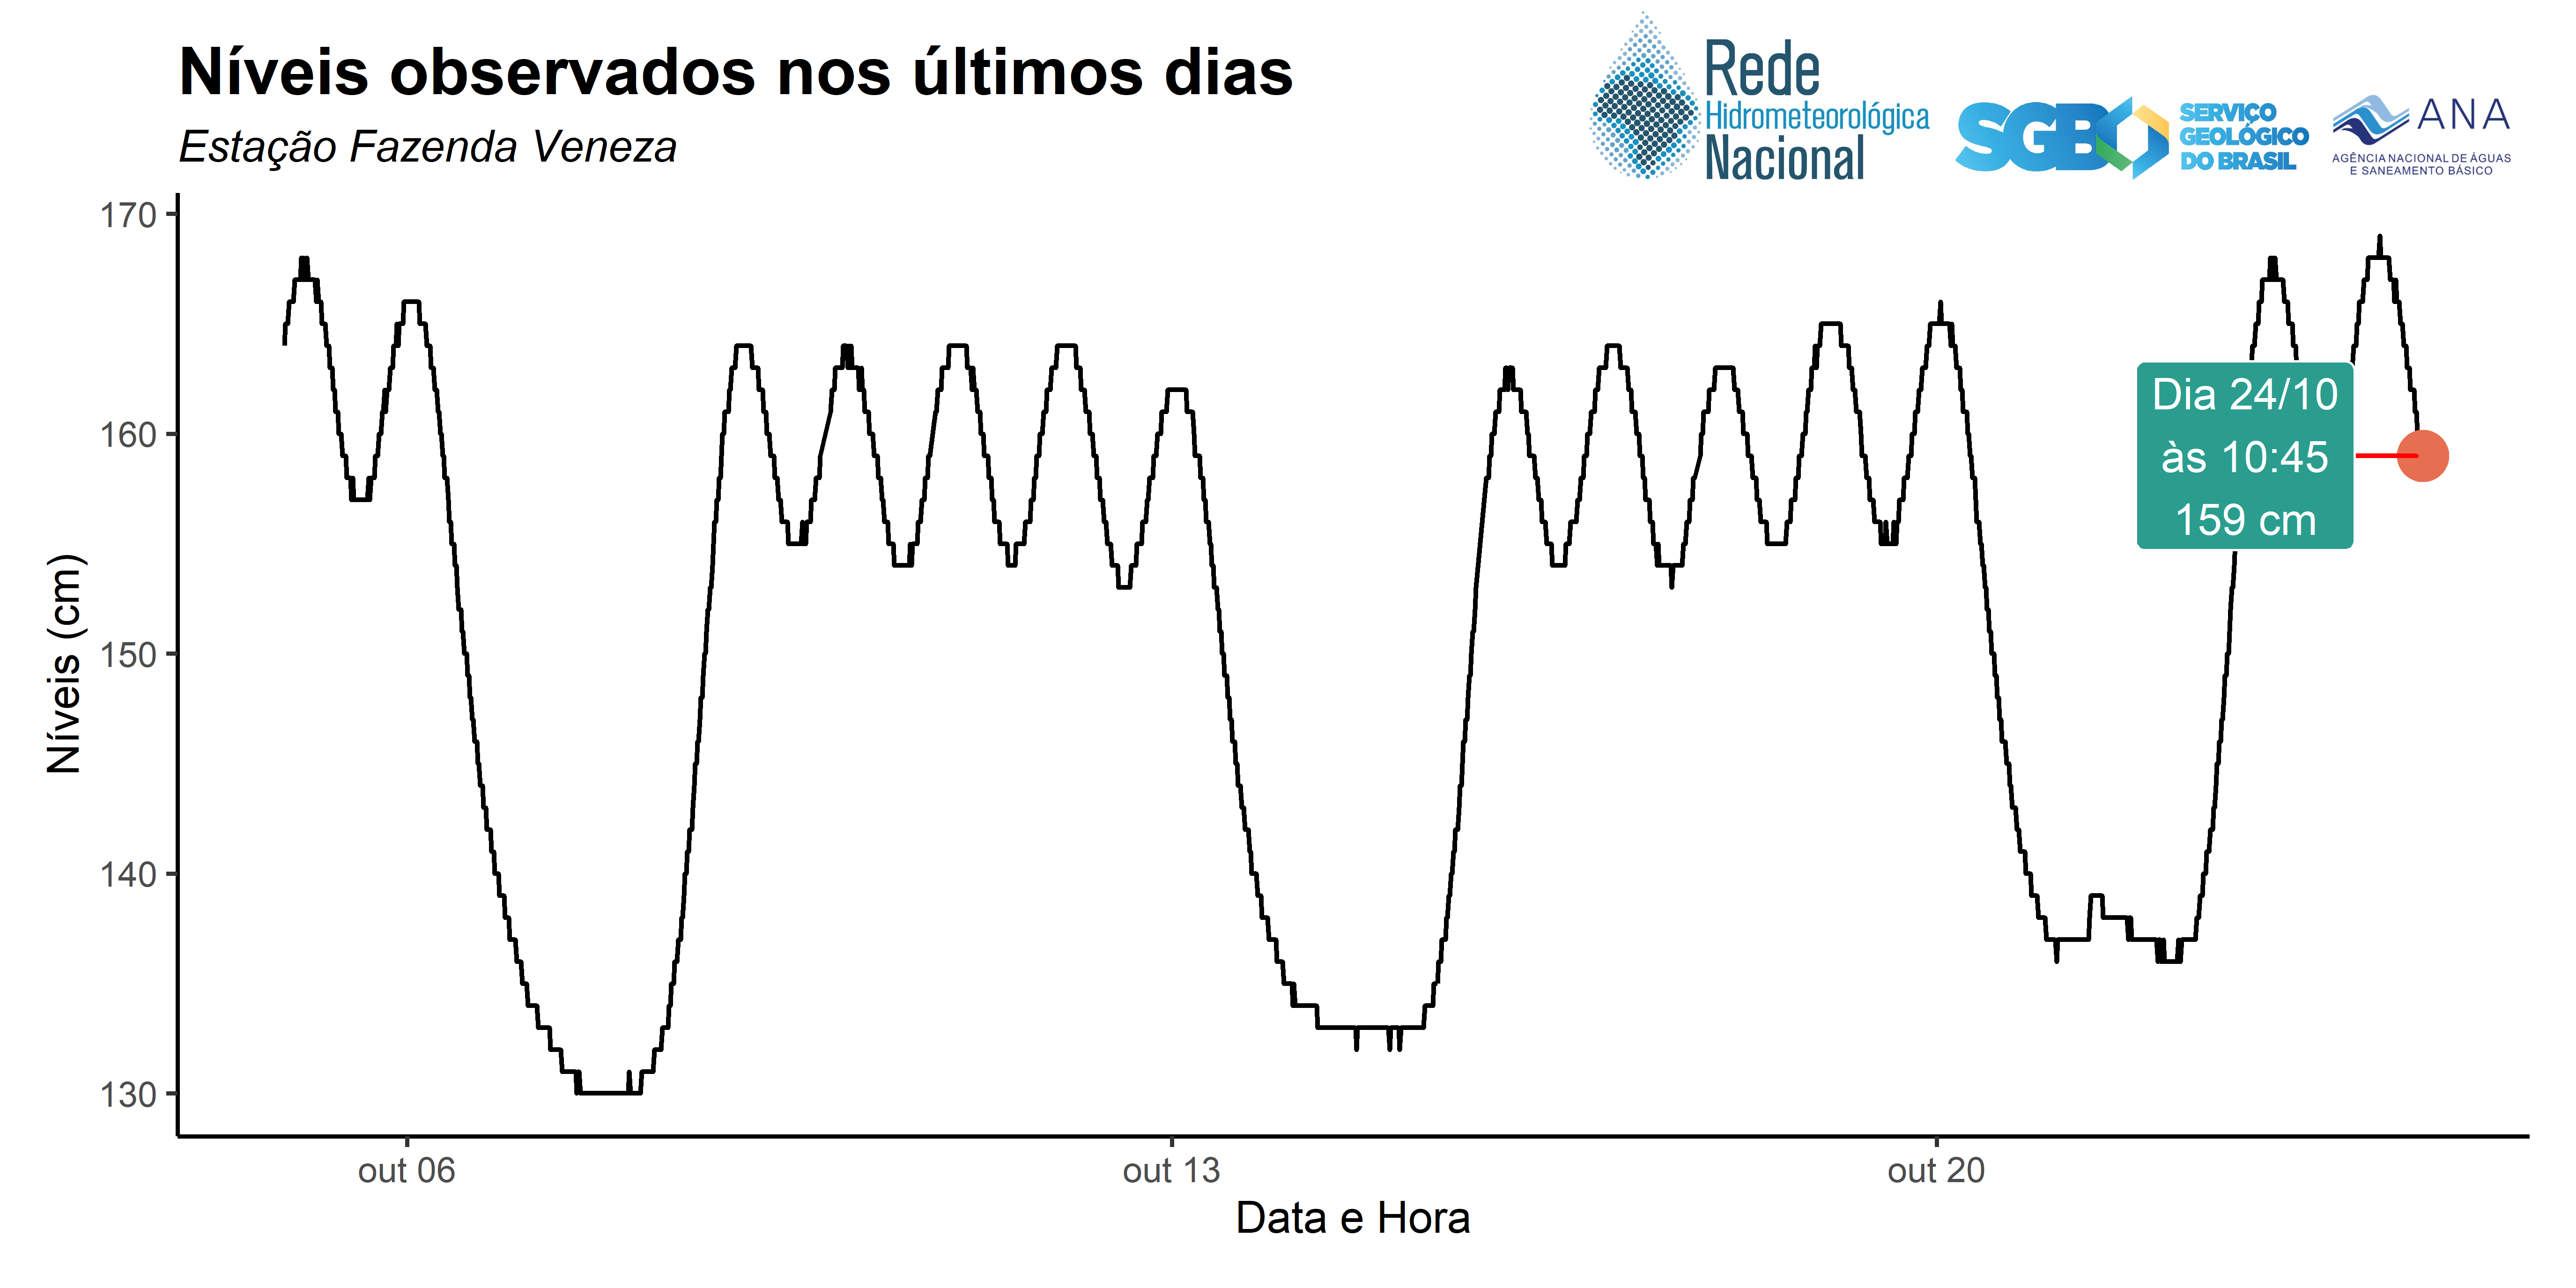 Níveis observados nos últimos dias
Estação Fazenda Veneza
Rede
Hidrometeorológica
Nacional
SGB
SERVIÇO
GEOLÓGICO
DO BRASIL
ANA
AGÊNCIA NACIONAL DE ÁGUAS
E SANEAMENTO BÁSICO
Níveis (cm)
170
160
150
140
130
Dia 24/10
às 10:45
159 cm
out 06
out 13
out 20
Data e Hora